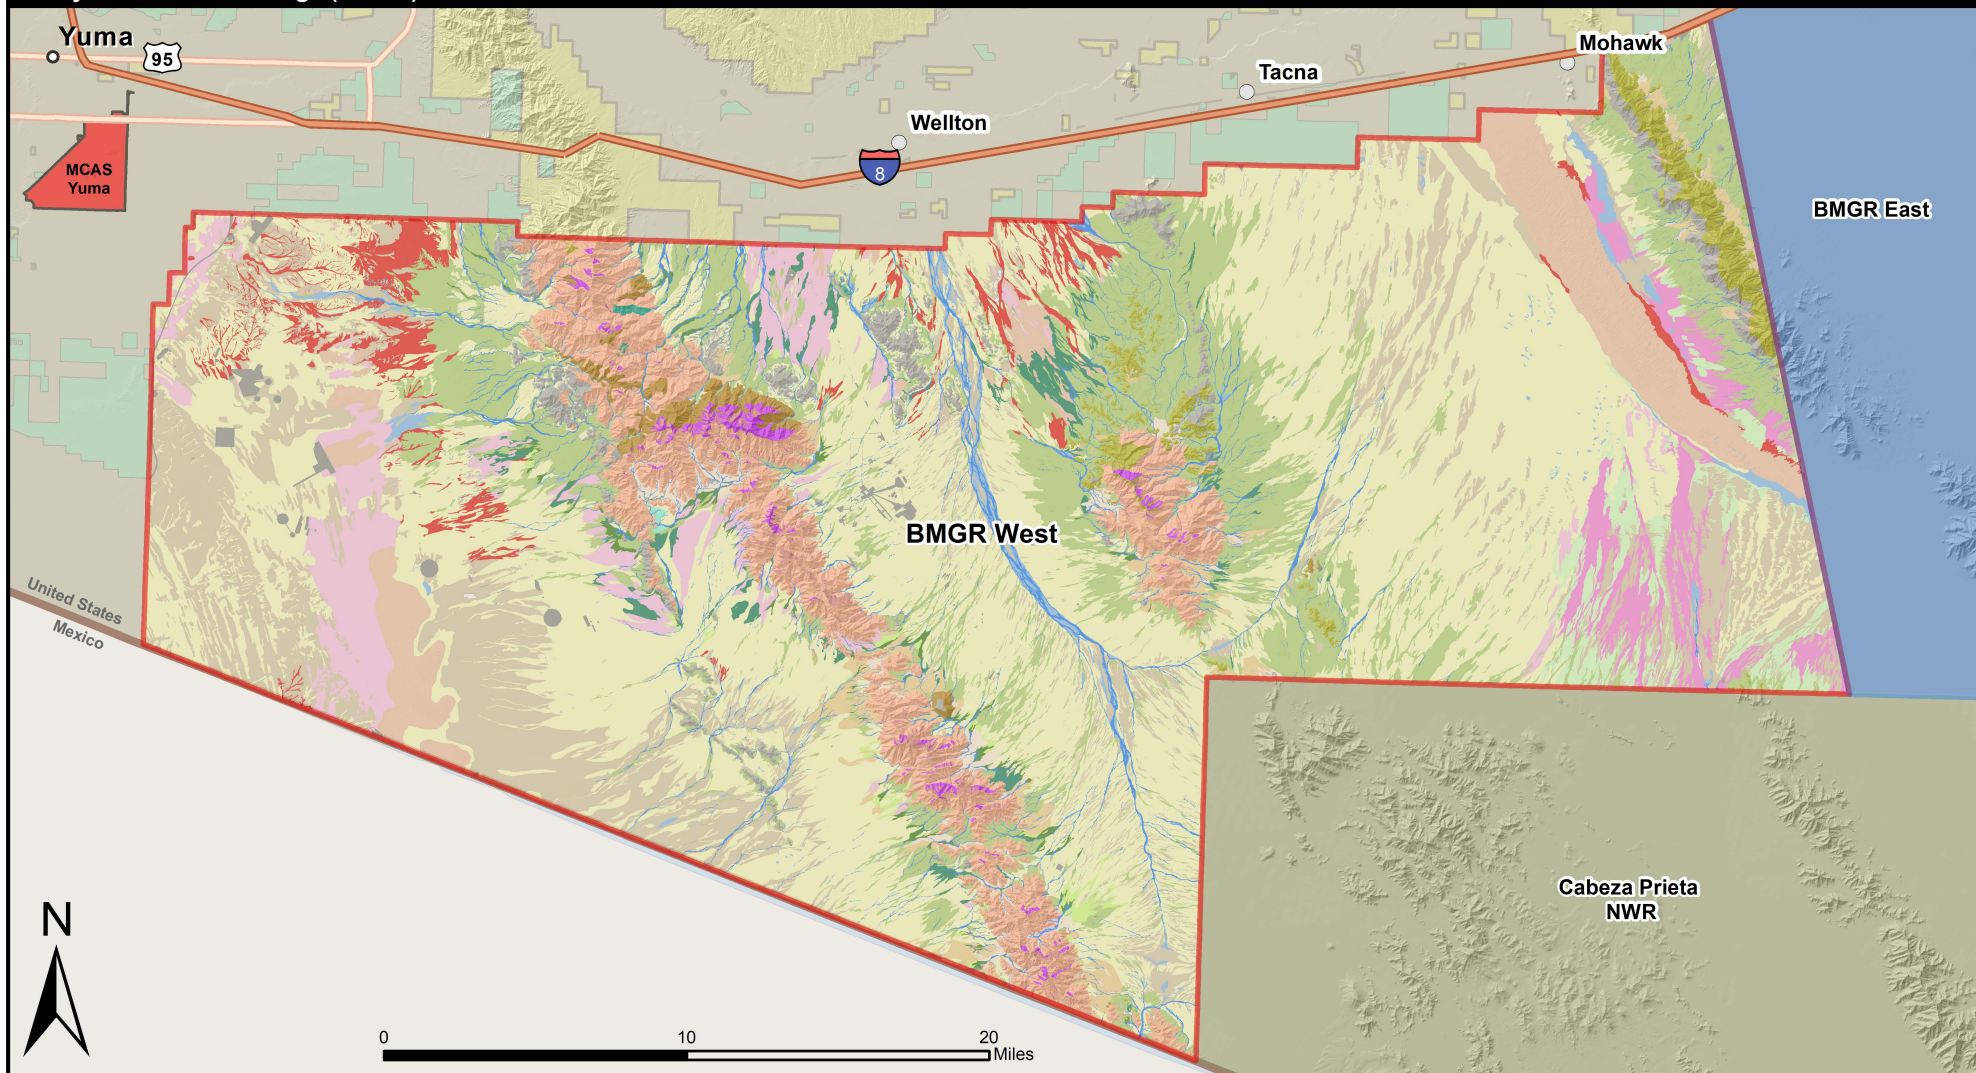 Yuma
95
Mohawk
Tacna
Wellton
8
MCAS
Yuma
BMGR East
BMGR West
United States
Mexico
Cabeza Prieta
NWR
N
0 10 20
Miles